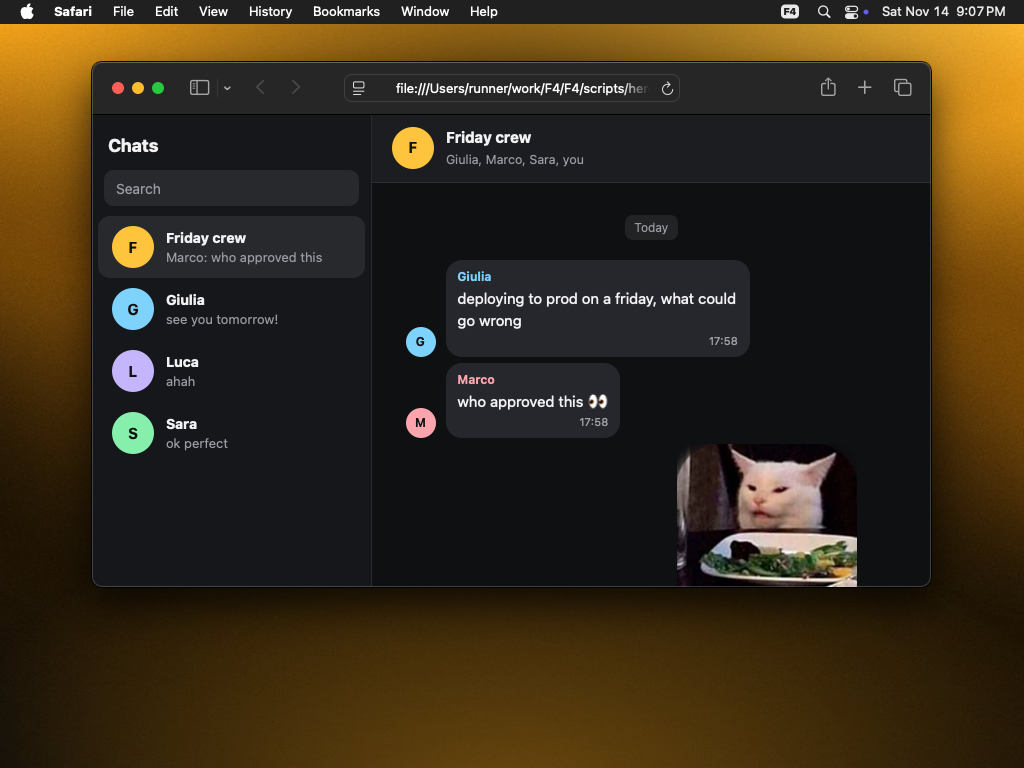 Safari File Edit View History Bookmarks Window Help F4 Sat Nov 14 9:07 PM
file:///Users/runner/work/F4/F4/scripts/her
Chats
Search
F
Friday crew
Marco: who approved this
G
Giulia
see you tomorrow!
L
Luca
ahah
S
Sara
ok perfect
F
Friday crew
Giulia, Marco, Sara, you
Today
Giulia
deploying to prod on a friday, what could
go wrong
17:58
G
Marco
who approved this 👀
17:58
M